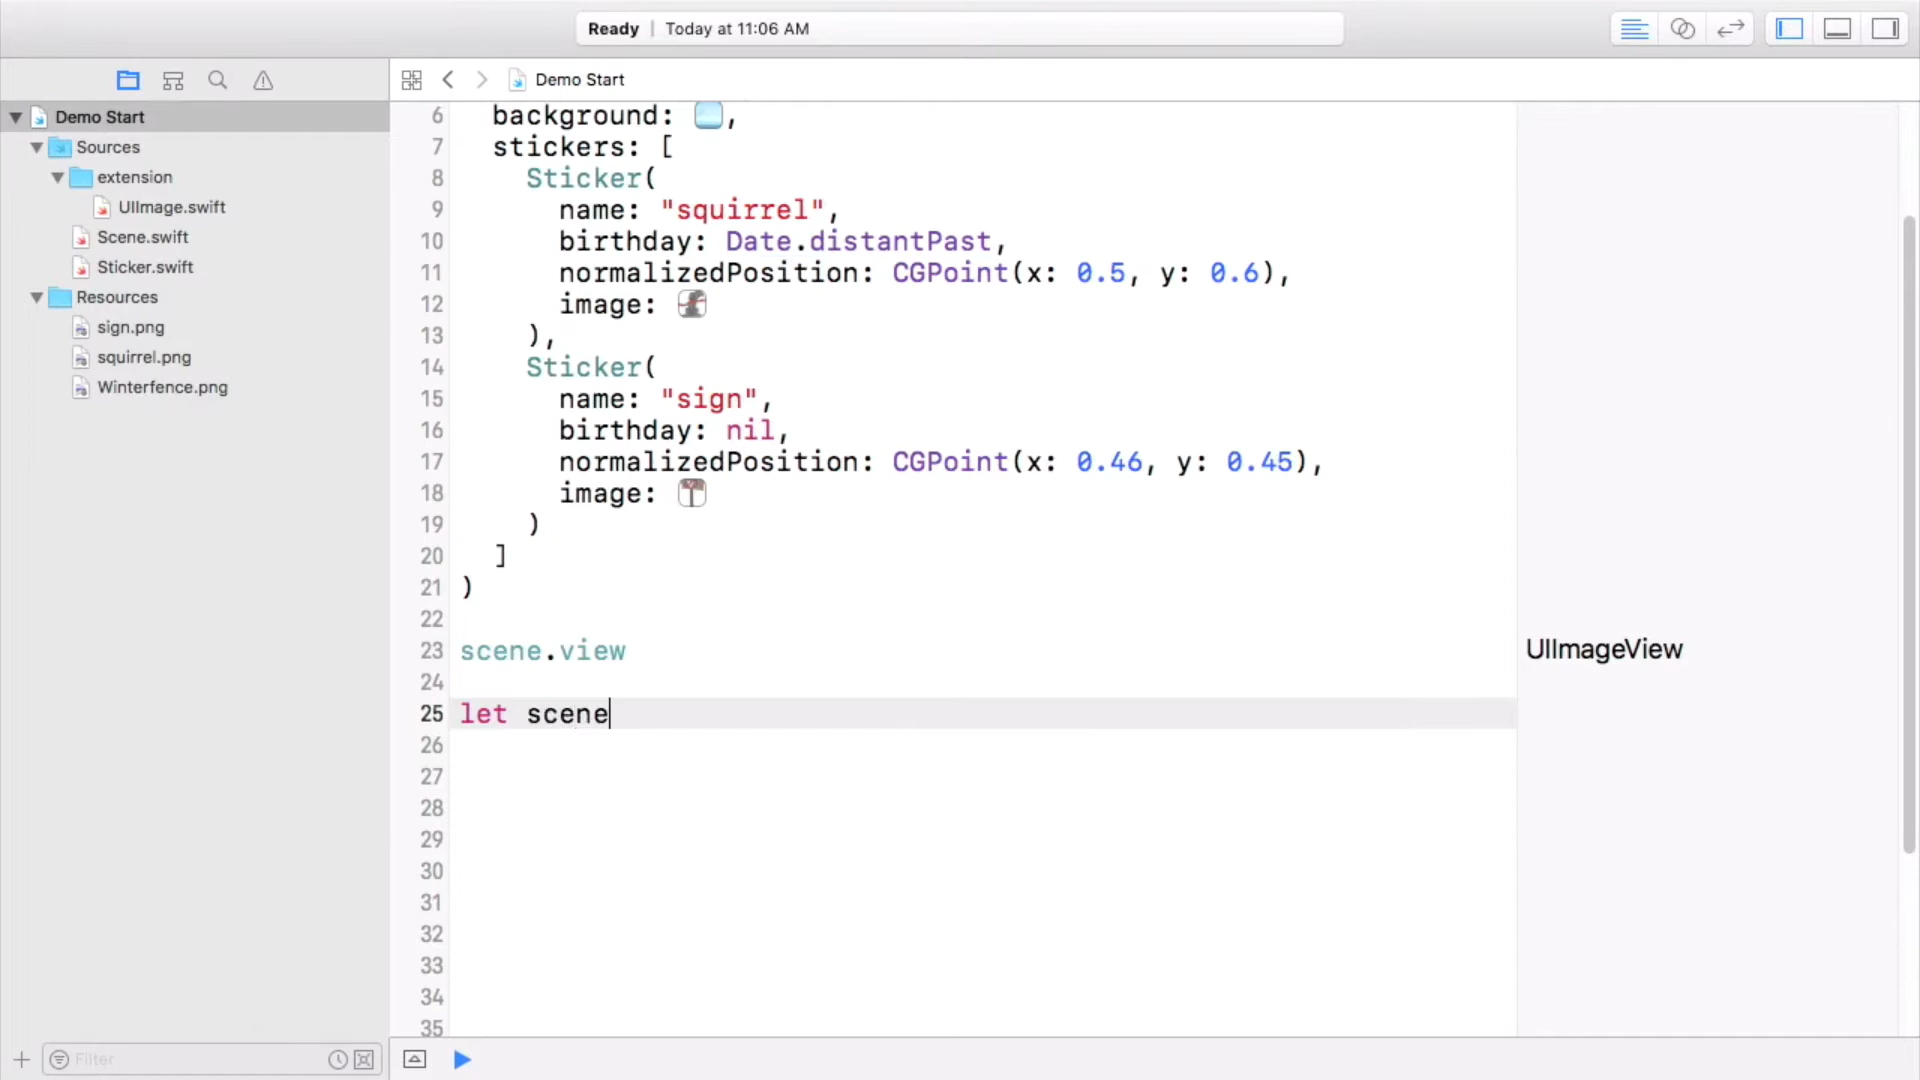 Ready | Today at 11:06 AM
Demo Start
Demo Start
Sources
extension
UIImage.swift
Scene.swift
Sticker.swift
Resources
sign.png
squirrel.png
Winterfence.png
6 background: ,
7 stickers: [
8 Sticker(
9 name: "squirrel",
10 birthday: Date.distantPast,
11 normalizedPosition: CGPoint(x: 0.5, y: 0.6),
12 image:
13 ),
14 Sticker(
15 name: "sign",
16 birthday: nil,
17 normalizedPosition: CGPoint(x: 0.46, y: 0.45),
18 image:
19 )
20 ]
21 )
22
23 scene.view
UIImageView
24
25 let scene
26
27
28
29
30
31
32
33
34
35
Filter